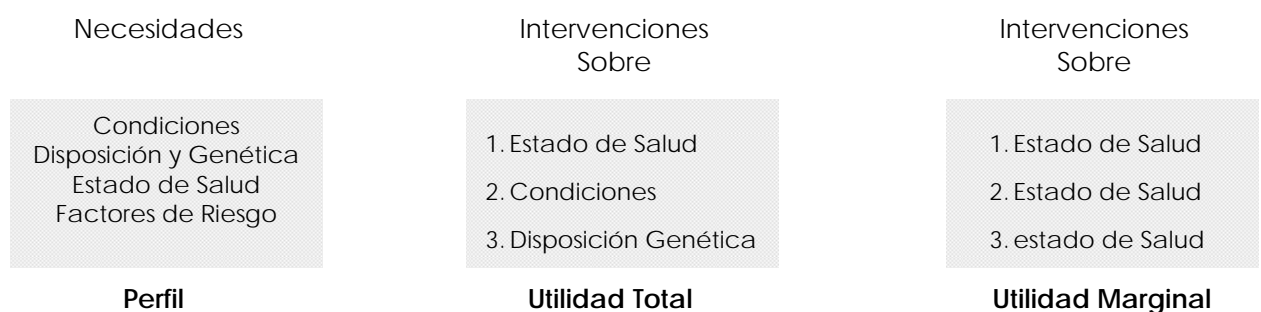 Necesidades
Condiciones
Disposición y Genética
Estado de Salud
Factores de Riesgo
Perfil
Intervenciones
Sobre
1. Estado de Salud
2. Condiciones
3. Disposición Genética
Utilidad Total
Intervenciones
Sobre
1. Estado de Salud
2. Estado de Salud
3. estado de Salud
Utilidad Marginal